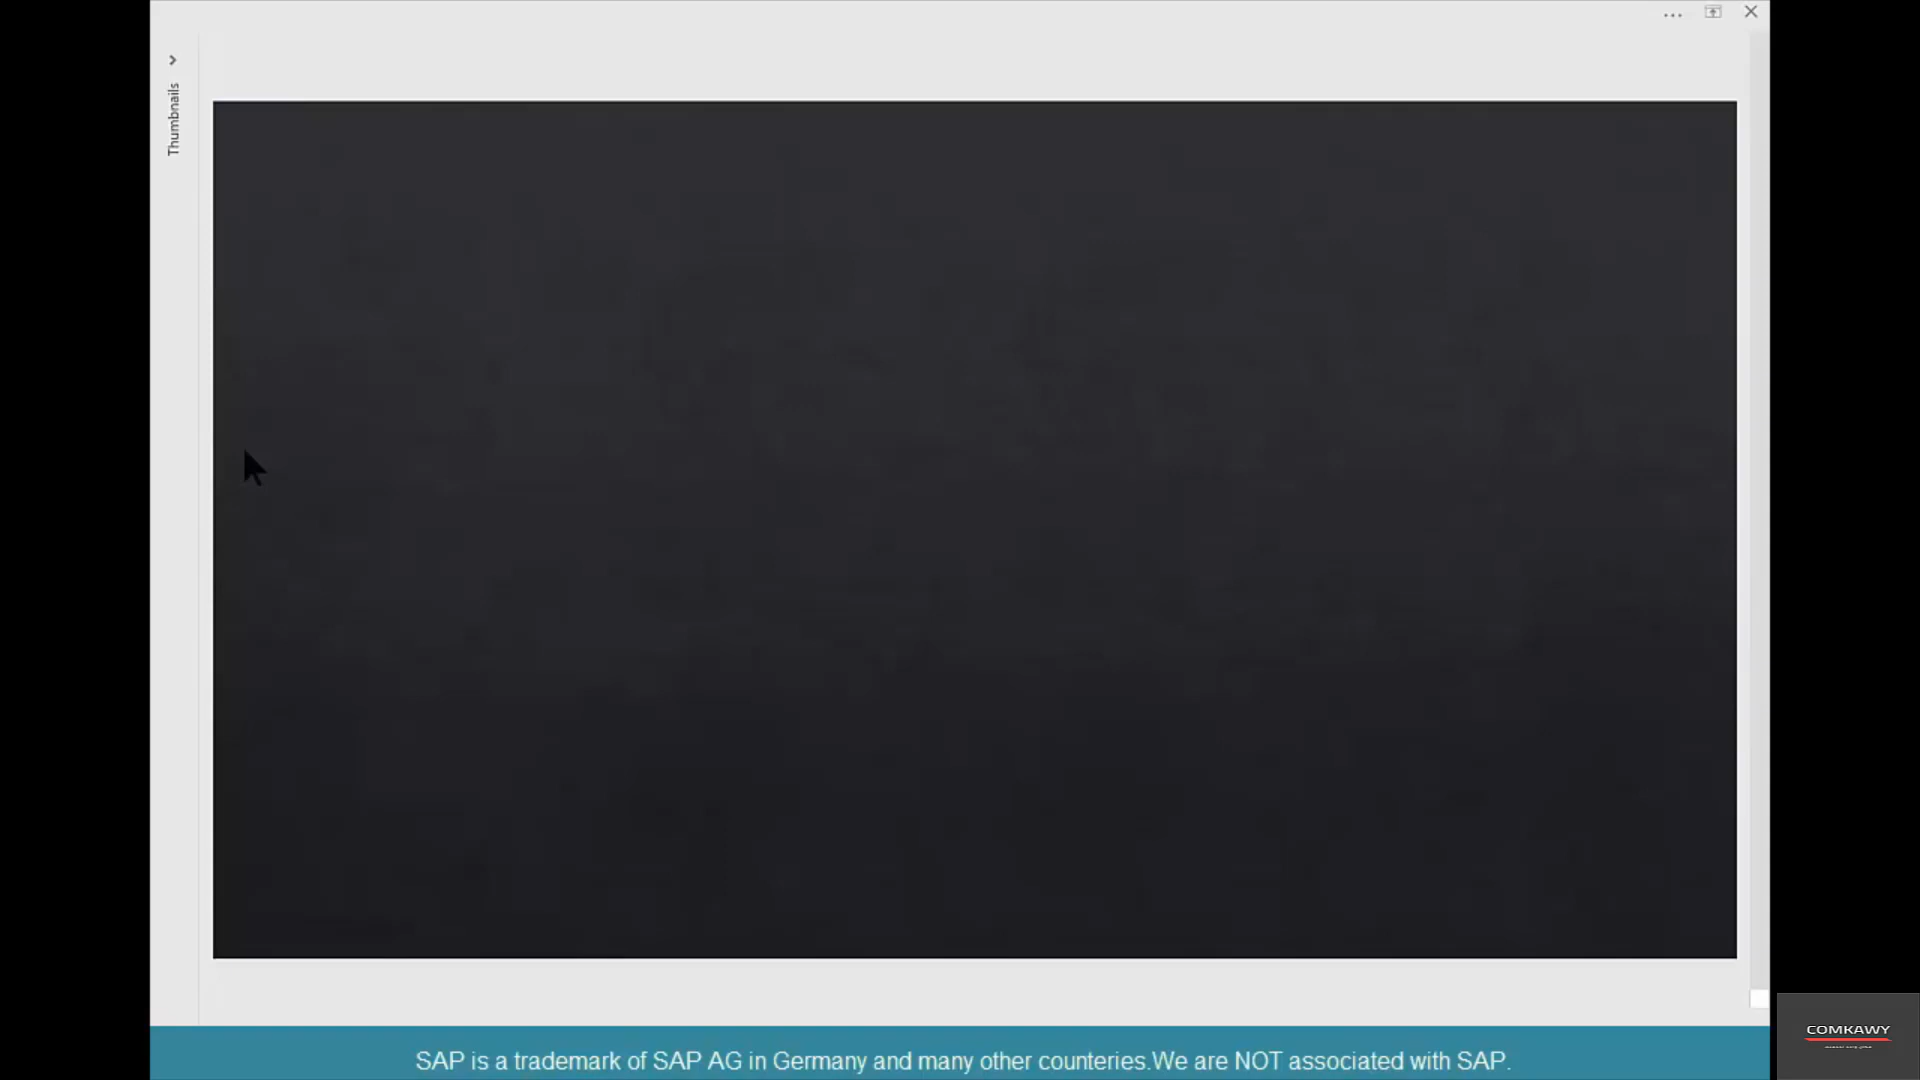 Thumbnails
SAP is a trademark of SAP AG in Germany and many other counteries.We are NOT associated with SAP.
COMKAWY